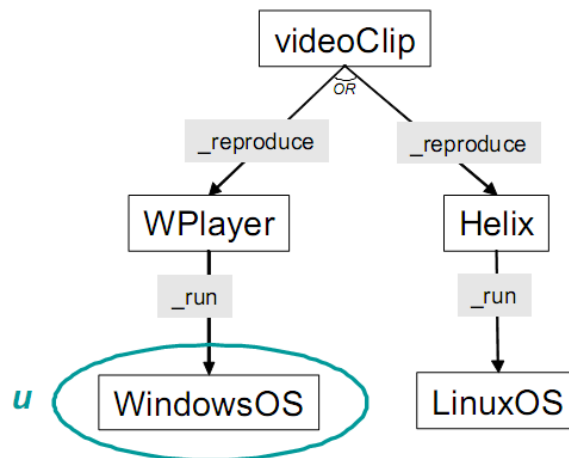 videoClip
OR
_reproduce
_reproduce
WPlayer
Helix
_run
_run
u
WindowsOS
LinuxOS